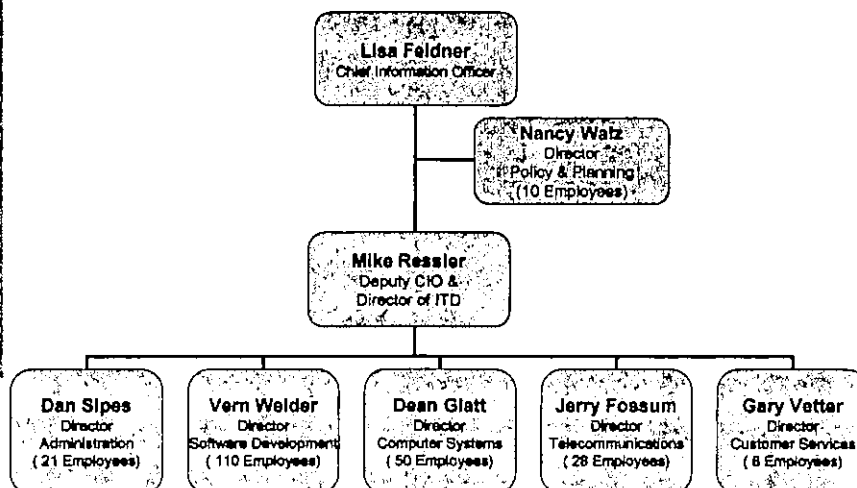 Lisa Feldner
Chief Information Officer
Nancy Walz
Director
Policy & Planning
(10 Employees)
Mike Ressler
Deputy CIO &
Director of ITD
Dan Sipes
Director
Administration
( 21 Employees)
Vern Welder
Director
Software Development
( 110 Employees)
Dean Glatt
Director
Computer Systems
( 50 Employees)
Jerry Fossum
Director
Telecommunications
( 28 Employees)
Gary Vetter
Director
Customer Services
( 6 Employees)